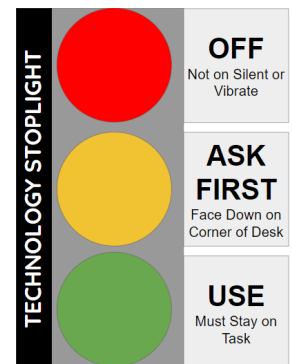 TECHNOLOGY STOPLIGHT
OFF
Not on Silent or
Vibrate
ASK
FIRST
Face Down on
Corner of Desk
USE
Must Stay on
Task